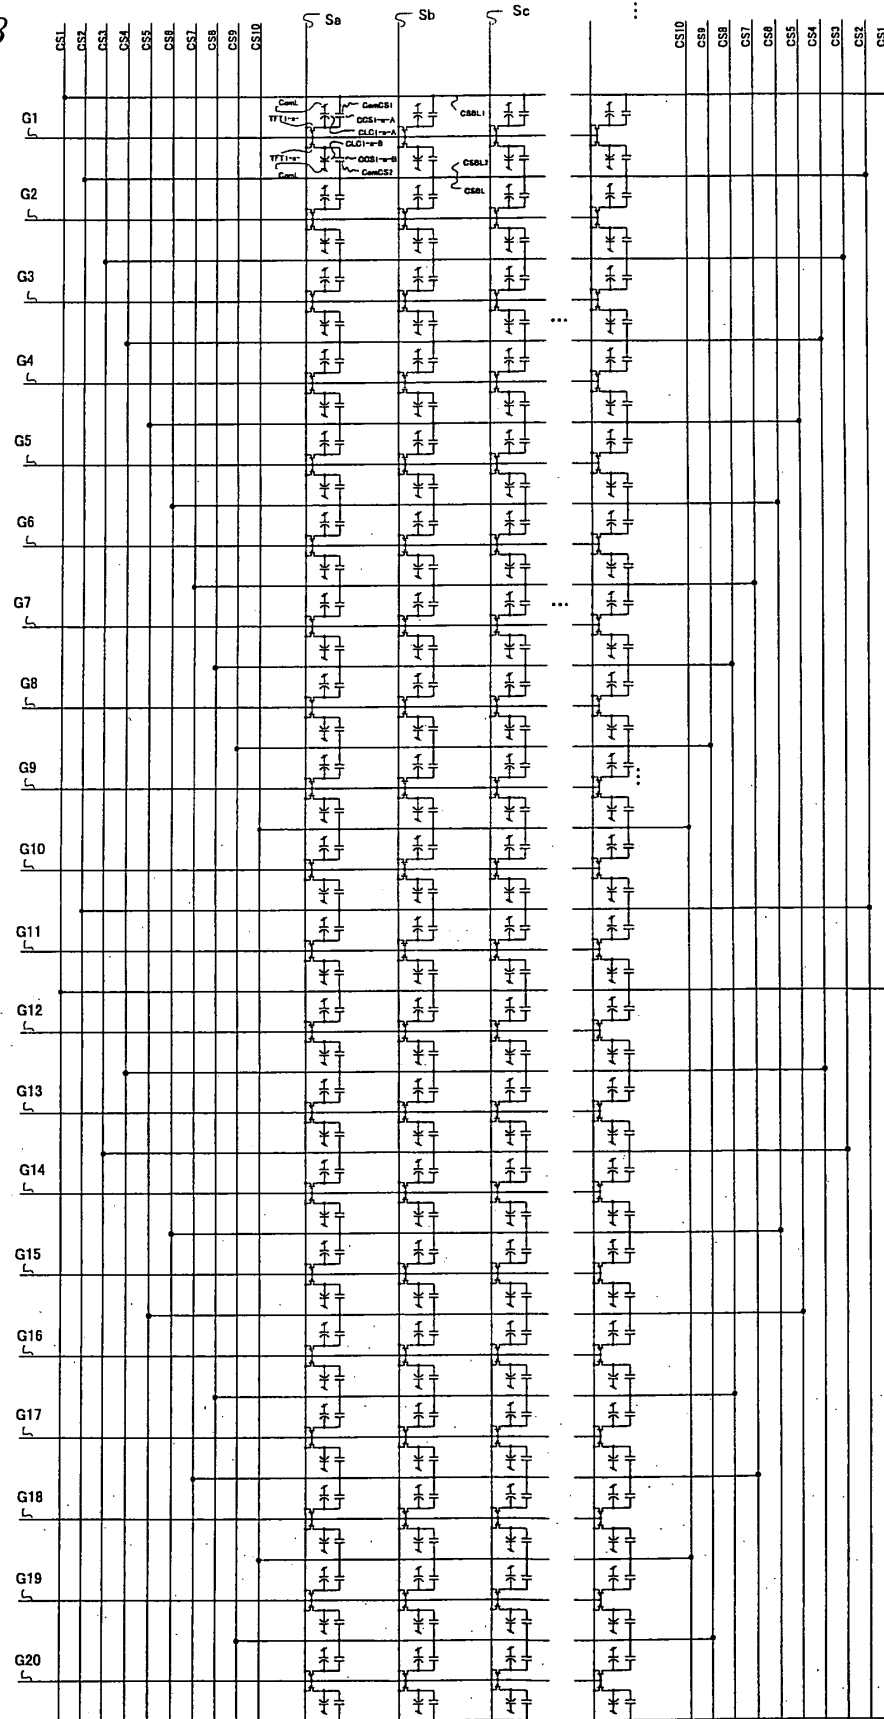 Sa Sb Sc
CS1 CS2 CS3 CS4 CS5 CS6 CS7 CS8 CS9 CS10
CS10 CS9 CS8 CS7 CS6 CS5 CS4 CS3 CS2 CS1
G1
ComL ComCS1 CSBL1
TFT1-a- CCS1-a-A
CLC1-a-A
CLC1-a-B
TFT1-a- CCS1-a-B CSBL2
ComL ComCS2
CSBL
G2
G3
...
G4
G5
G6
G7
...
G8
G9
G10
G11
G12
G13
G14
G15
G16
G17
G18
G19
G20